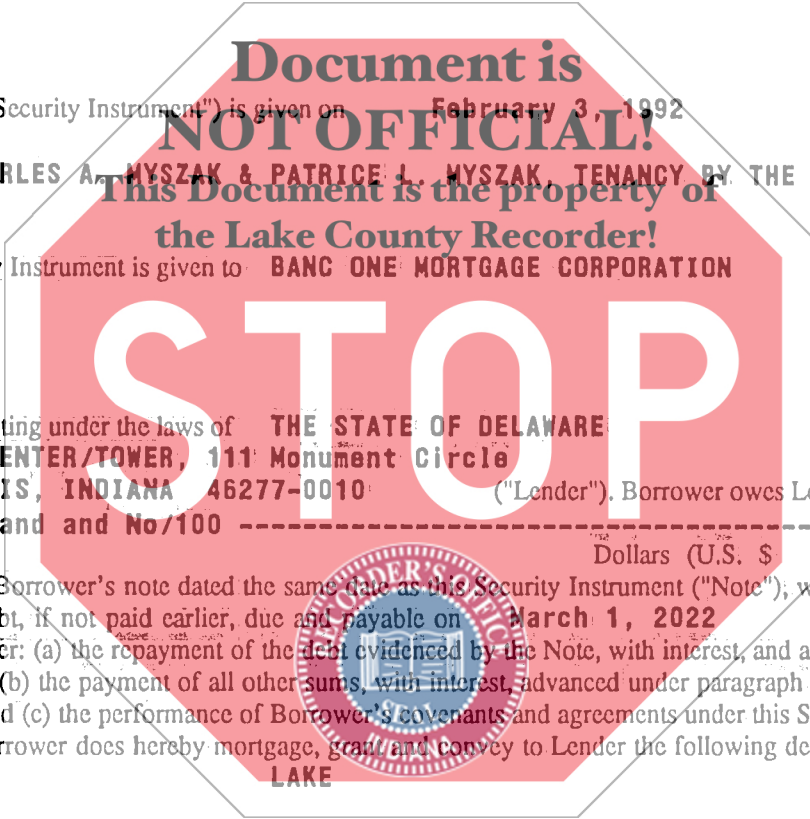 Document is
Security Instrument") is given on February 3, 1992
NOT OFFICIAL!
RLES A. MYSZAK & PATRICE L. MYSZAK, TENANCY BY THE
This Document is the property of
the Lake County Recorder!
Instrument is given to BANC ONE MORTGAGE CORPORATION
STOP
ting under the laws of THE STATE OF DELAWARE
ENTER/TOWER, 111 Monument Circle
IS, INDIANA 46277-0010 ("Lender"). Borrower owes Le
and and No/100 ------------------------------------
Dollars (U.S. $
Borrower's note dated the same date as this Security Instrument ("Note"), w
bt, if not paid earlier, due and payable on March 1, 2022
er: (a) the repayment of the debt evidenced by the Note, with interest, and a
(b) the payment of all other sums, with interest, advanced under paragraph
d (c) the performance of Borrower's covenants and agreements under this S
rrower does hereby mortgage, grant and convey to Lender the following de
LAKE
RECORDER'S OFFIC
SEAL
INDIANA